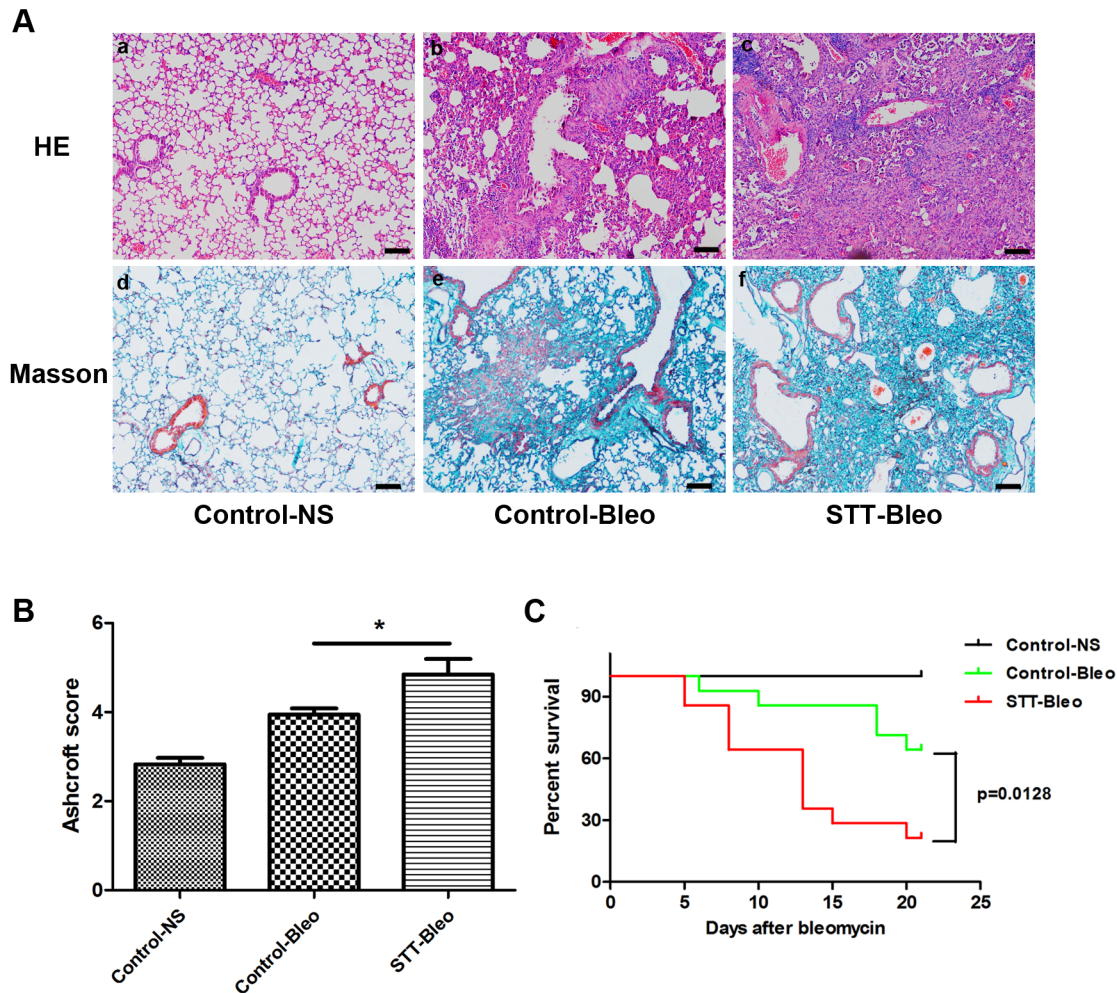 A
a
b
c
HE
d
e
f
Masson
Control-NS
Control-Bleo
STT-Bleo
B
6
4
2
0
Ashcroft score
*
Control-NS
Control-Bleo
STT-Bleo
C
Control-NS
Control-Bleo
STT-Bleo
90
60
30
0
Percent survival
p=0.0128
0 5 10 15 20 25
Days after bleomycin